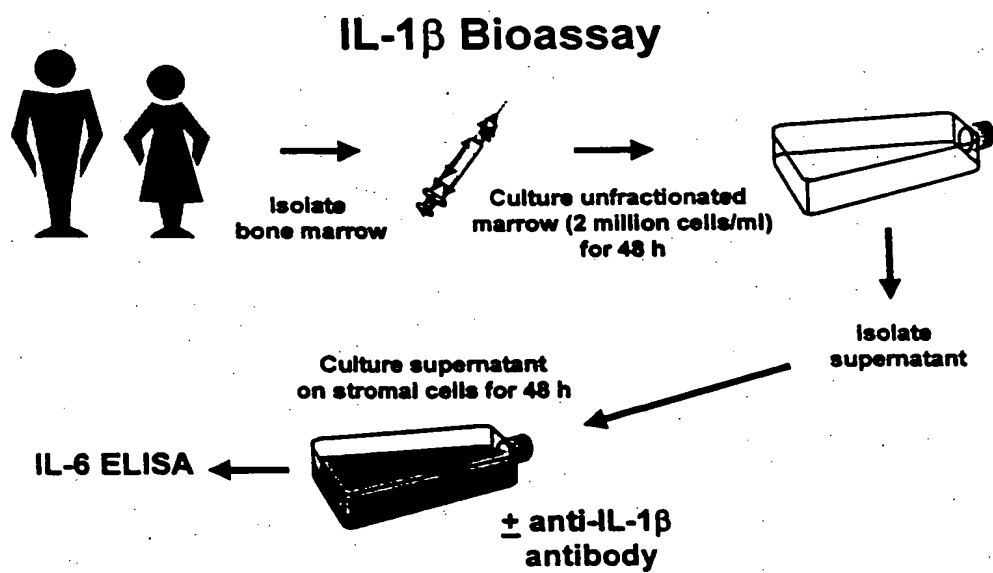 IL-1β Bioassay
Isolate
bone marrow
Culture unfractionated
marrow (2 million cells/ml)
for 48 h
Isolate
supernatant
Culture supernatant
on stromal cells for 48 h
IL-6 ELISA
± anti-IL-1β
antibody